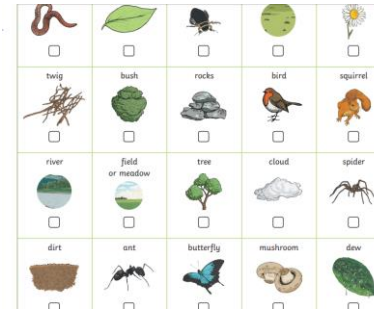 twig
bush
rocks
bird
squirrel
river
field
or meadow
tree
cloud
spider
dirt
ant
butterfly
mushroom
dew